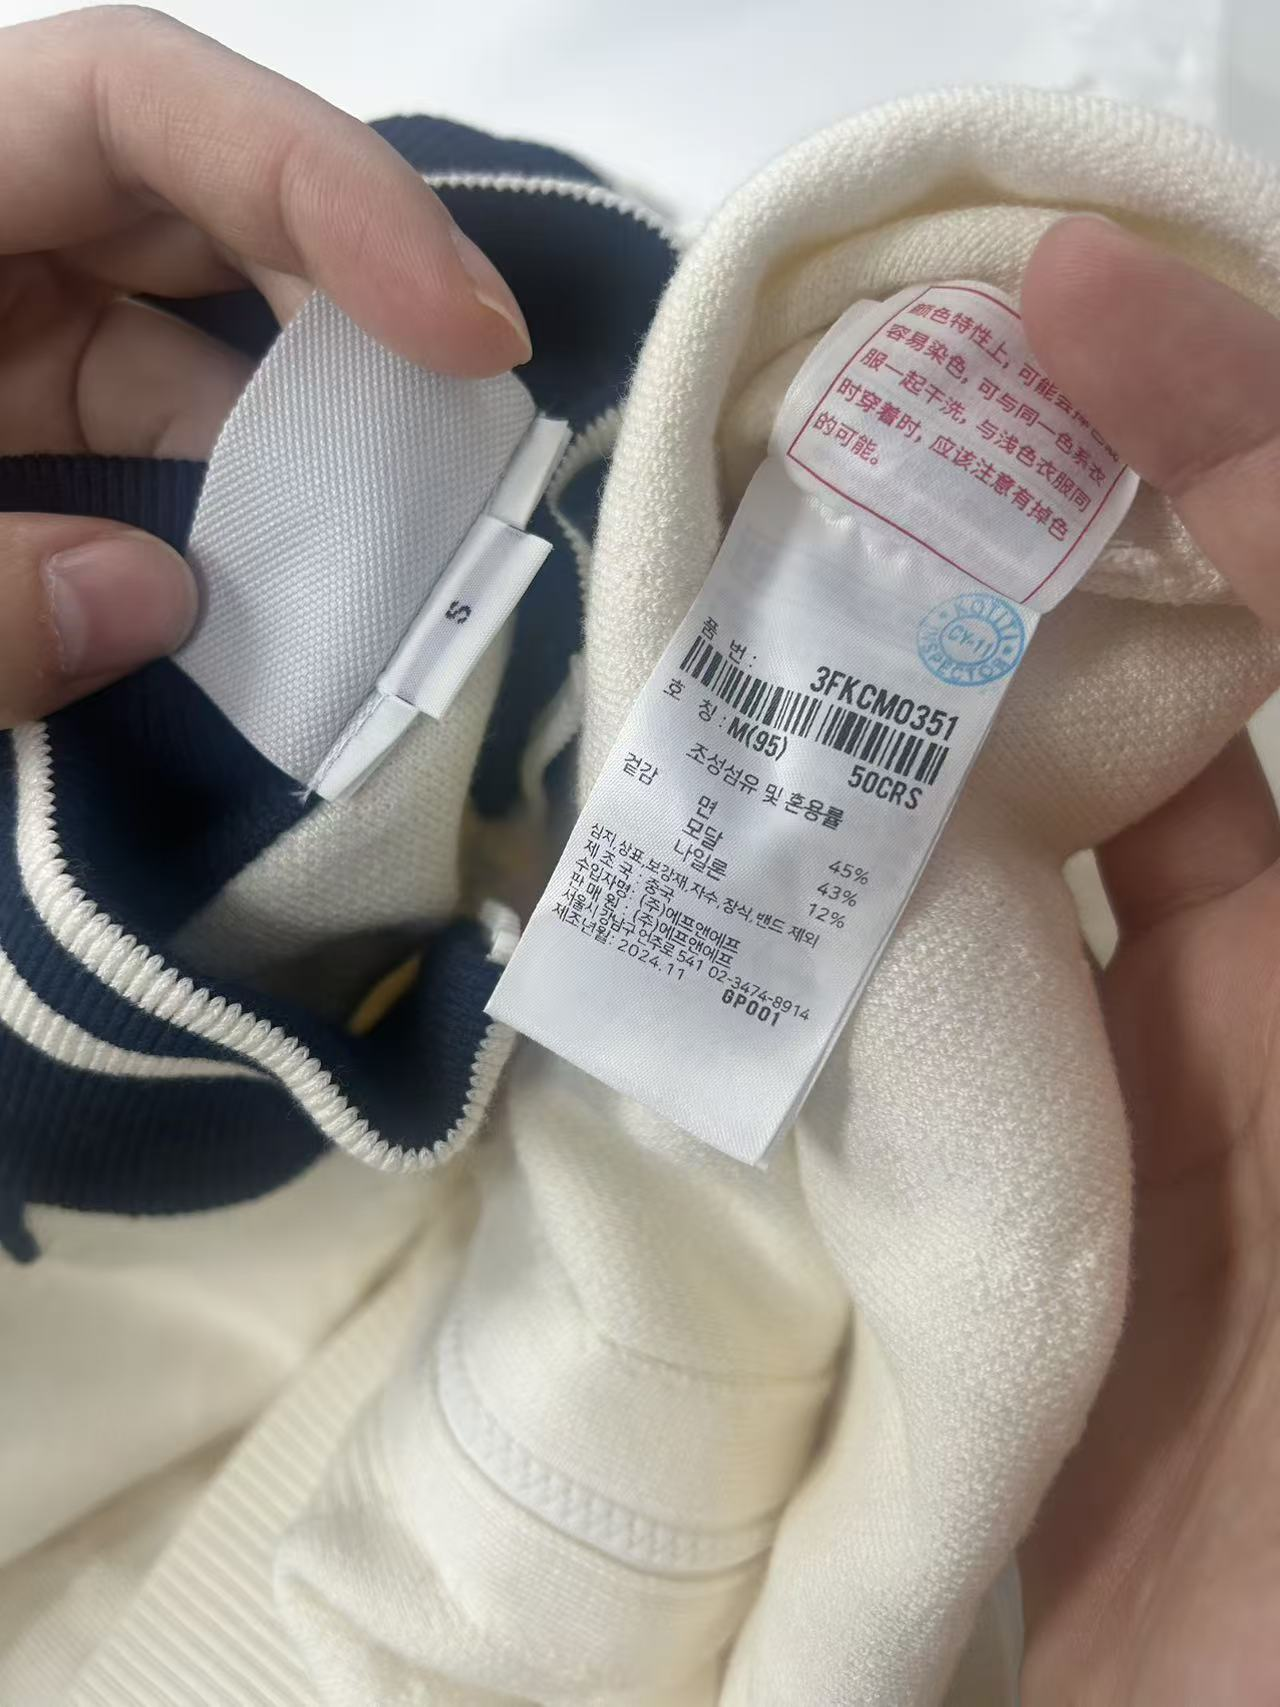 S
颜色特性上，可能会掉色或
容易染色，可与同一色系衣
服一起干洗，与浅色衣服同
时穿着时，应该注意有掉色
的可能。
KOTITI
CY-11
INSPECTOR
품 번 : 3FKCM0351
호 칭 : M(95) 50CRS
조성섬유 및 혼용률
겉감
면 45%
모달 43%
나일론 12%
심지,상표,보강재,자수,장식,밴드 제외
제 조 국 : 중국
수입자명 : (주)에프앤에프
판 매 원 : (주)에프앤에프
서울시 강남구 언주로 541 02-3474-8914
제조년월: 2024.11 GP001